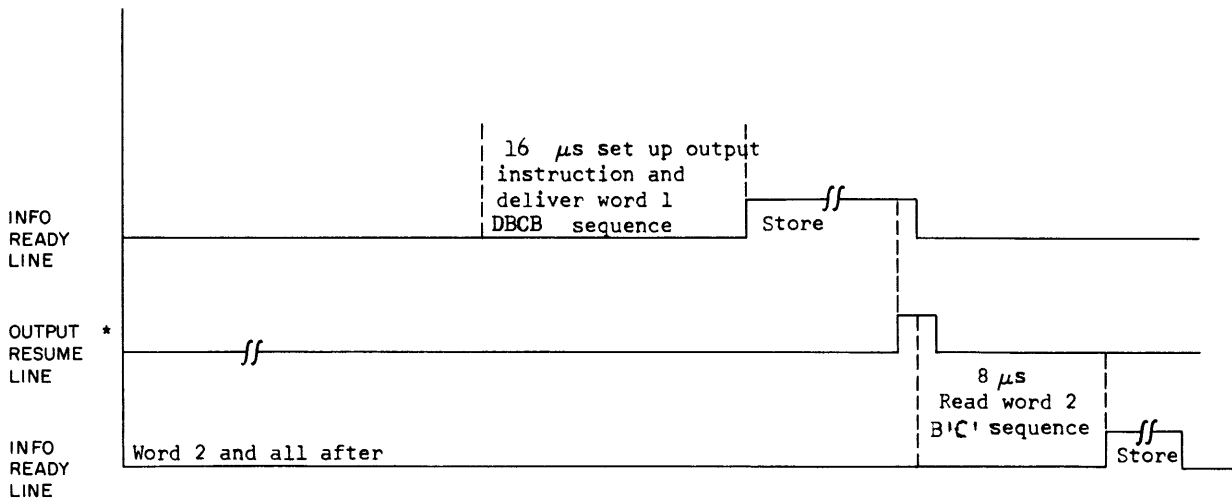 16 μs set up output
instruction and
deliver word 1
DBCB sequence
INFO
READY
LINE
Store
OUTPUT *
RESUME
LINE
8 μs
Read word 2
B'C' sequence
INFO
READY
LINE
Word 2 and all after
Store